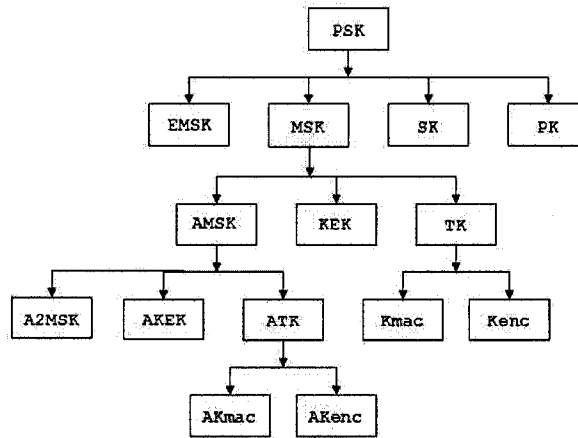 PSK
EMSK MSK SK PK
AMSK KEK TK
A2MSK AKEK ATK Kmac Kenc
AKmac AKenc